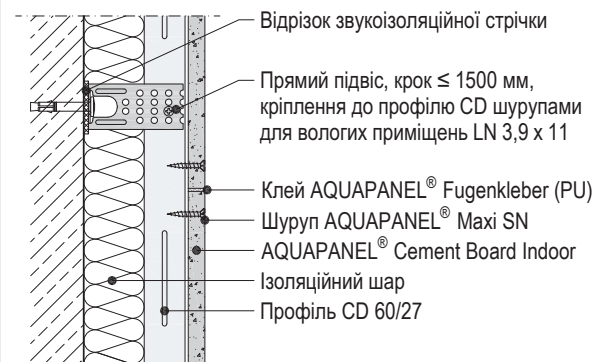 Відрізок звукоізоляційної стрічки
Прямий підвіс, крок ≤ 1500 мм,
кріплення до профілю CD шурупами
для вологих приміщень LN 3,9 x 11
Клей AQUAPANEL® Fugenkleber (PU)
Шуруп AQUAPANEL® Maxi SN
AQUAPANEL® Cement Board Indoor
Ізоляційний шар
Профіль CD 60/27